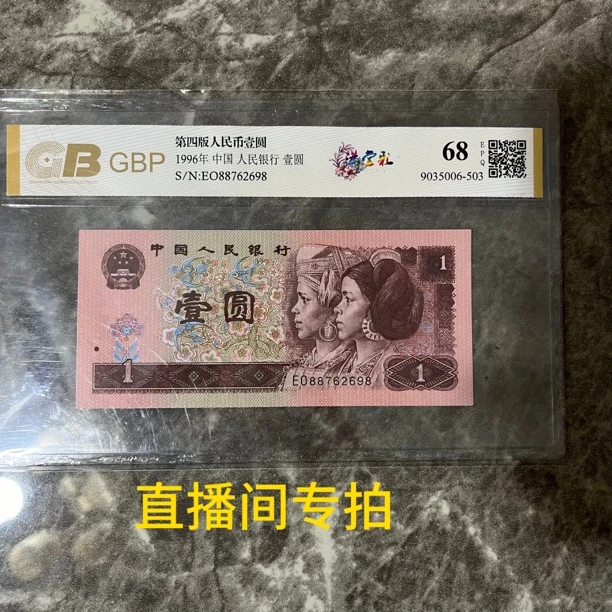 GB GBP
第四版人民币壹圆
1996年 中国 人民银行 壹圆
S/N:EO88762698
68
EPQ
9035006-503
中国人民银行
壹圆
1
1
EO88762698
1
直播间专拍